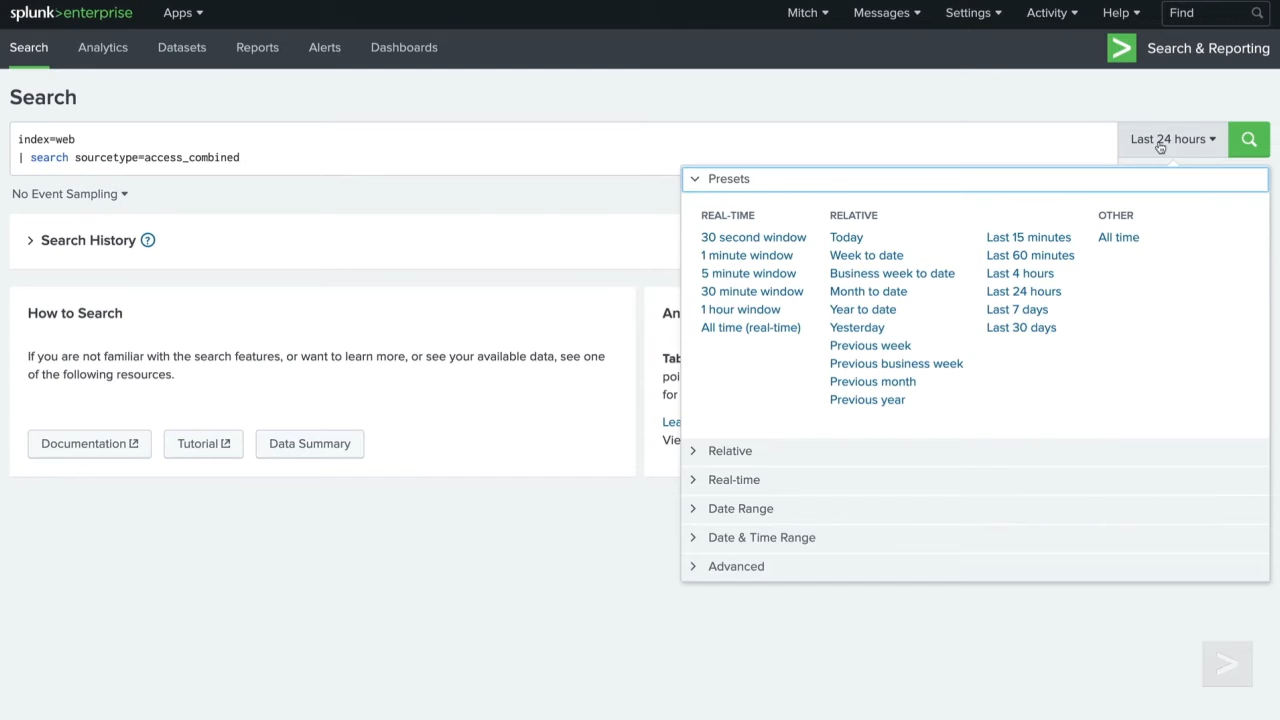 splunk>enterprise Apps Mitch Messages Settings Activity Help Find
Search Analytics Datasets Reports Alerts Dashboards Search & Reporting
Search
index=web
| search sourcetype=access_combined
Last 24 hours
No Event Sampling
Search History ?
How to Search
If you are not familiar with the search features, or want to learn more, or see your available data, see one
of the following resources.
Documentation Tutorial Data Summary
An
Tab
poi
for
Lea
Vie
Presets
REAL-TIME
30 second window
1 minute window
5 minute window
30 minute window
1 hour window
All time (real-time)
RELATIVE
Today
Week to date
Business week to date
Month to date
Year to date
Yesterday
Previous week
Previous business week
Previous month
Previous year
Last 15 minutes
Last 60 minutes
Last 4 hours
Last 24 hours
Last 7 days
Last 30 days
OTHER
All time
Relative
Real-time
Date Range
Date & Time Range
Advanced